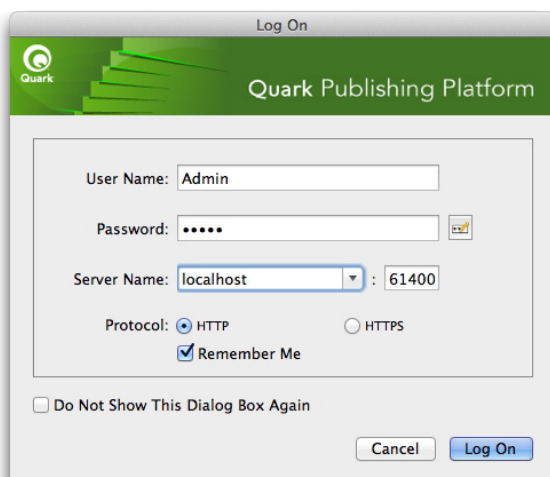 Log On
Quark
Quark Publishing Platform
User Name: Admin
Password: •••••
Server Name: localhost : 61400
Protocol: HTTP HTTPS
Remember Me
Do Not Show This Dialog Box Again
Cancel Log On